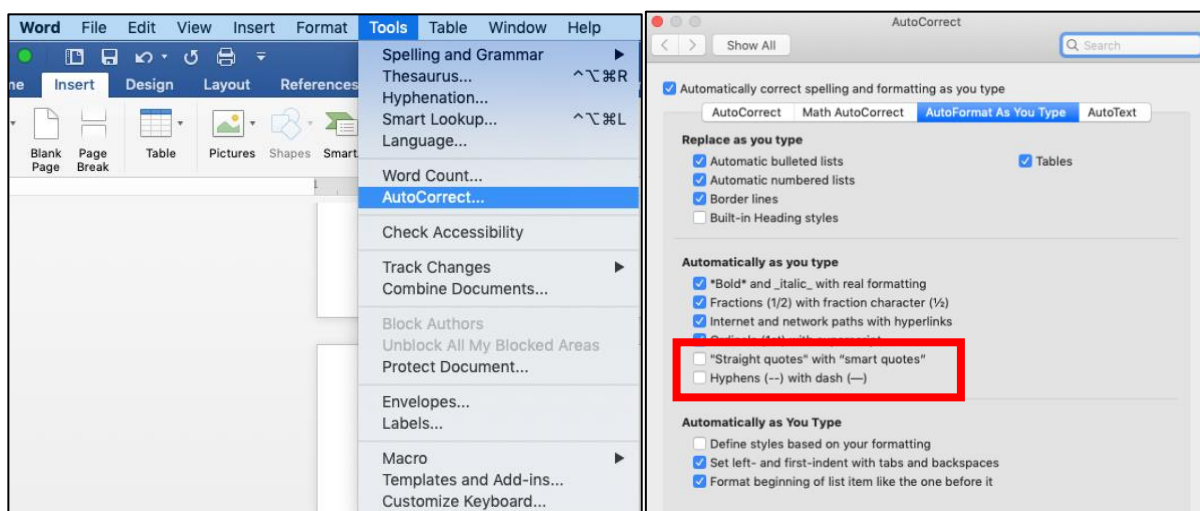 Word File Edit View Insert Format Tools Table Window Help
Insert Design Layout References
Blank Page
Page Break
Table
Pictures
Shapes
Smart
1
Spelling and Grammar
Thesaurus... ^⌥⌘R
Hyphenation...
Smart Lookup... ^⌥⌘L
Language...
Word Count...
AutoCorrect...
Check Accessibility
Track Changes
Combine Documents...
Block Authors
Unblock All My Blocked Areas
Protect Document...
Envelopes...
Labels...
Macro
Templates and Add-ins...
Customize Keyboard...
AutoCorrect
Show All
Search
Automatically correct spelling and formatting as you type
AutoCorrect Math AutoCorrect AutoFormat As You Type AutoText
Replace as you type
Automatic bulleted lists Tables
Automatic numbered lists
Border lines
Built-in Heading styles
Automatically as you type
*Bold* and _italic_ with real formatting
Fractions (1/2) with fraction character (½)
Internet and network paths with hyperlinks
Ordinals (1st) with superscript
"Straight quotes" with “smart quotes”
Hyphens (--) with dash (—)
Automatically as You Type
Define styles based on your formatting
Set left- and first-indent with tabs and backspaces
Format beginning of list item like the one before it